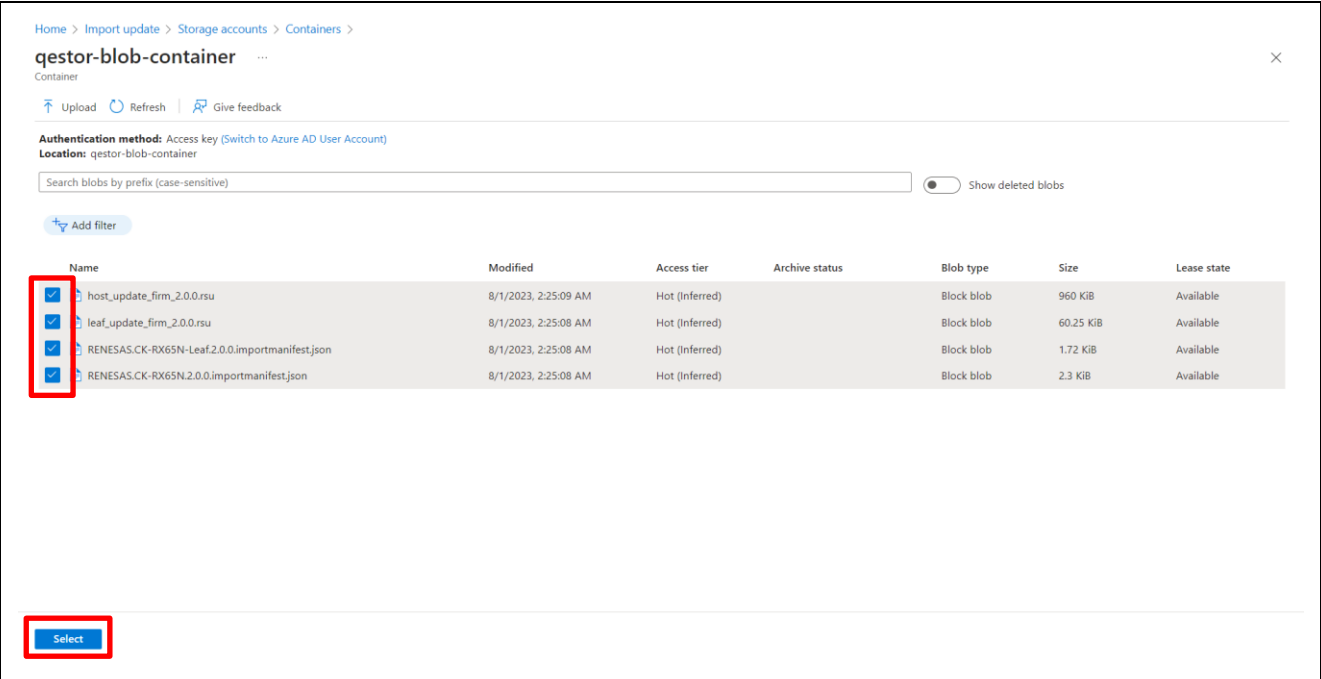 Home > Import update > Storage accounts > Containers >
qestor-blob-container ...
Container
Upload Refresh Give feedback
Authentication method: Access key (Switch to Azure AD User Account)
Location: qestor-blob-container
Search blobs by prefix (case-sensitive) Show deleted blobs
Add filter
Name Modified Access tier Archive status Blob type Size Lease state
host_update_firm_2.0.0.rsu 8/1/2023, 2:25:09 AM Hot (Inferred) Block blob 960 KiB Available
leaf_update_firm_2.0.0.rsu 8/1/2023, 2:25:08 AM Hot (Inferred) Block blob 60.25 KiB Available
RENESAS.CK-RX65N-Leaf.2.0.0.importmanifest.json 8/1/2023, 2:25:08 AM Hot (Inferred) Block blob 1.72 KiB Available
RENESAS.CK-RX65N.2.0.0.importmanifest.json 8/1/2023, 2:25:08 AM Hot (Inferred) Block blob 2.3 KiB Available
Select